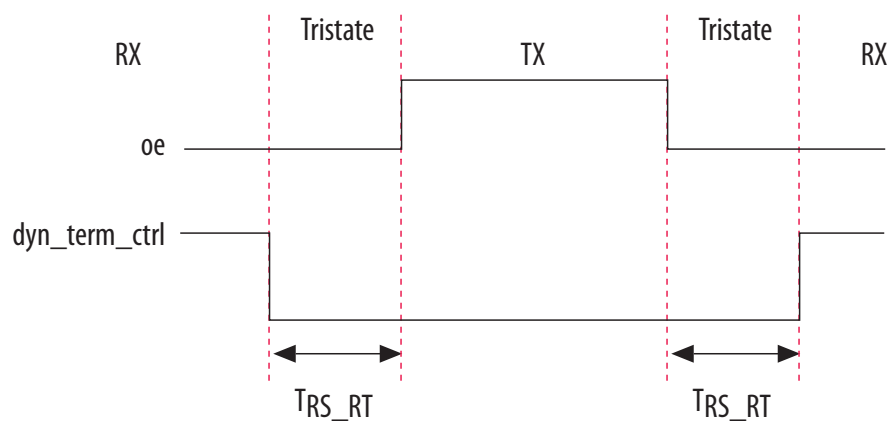 Tristate
Tristate
RX
TX
RX
oe
dyn_term_ctrl
TRS_RT
TRS_RT